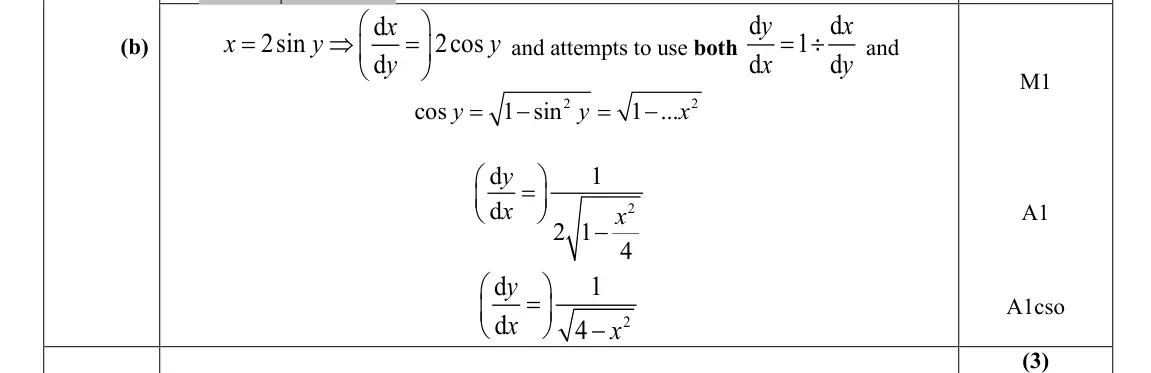 (b) x = 2 sin y ⇒ (dx/dy =) 2 cos y and attempts to use both dy/dx = 1 ÷ dx/dy and
M1
cos y = √(1 − sin² y) = √(1 − ...x²)
(dy/dx =) 1/(2√(1 − x²/4))
A1
(dy/dx =) 1/√(4 − x²)
A1cso
(3)